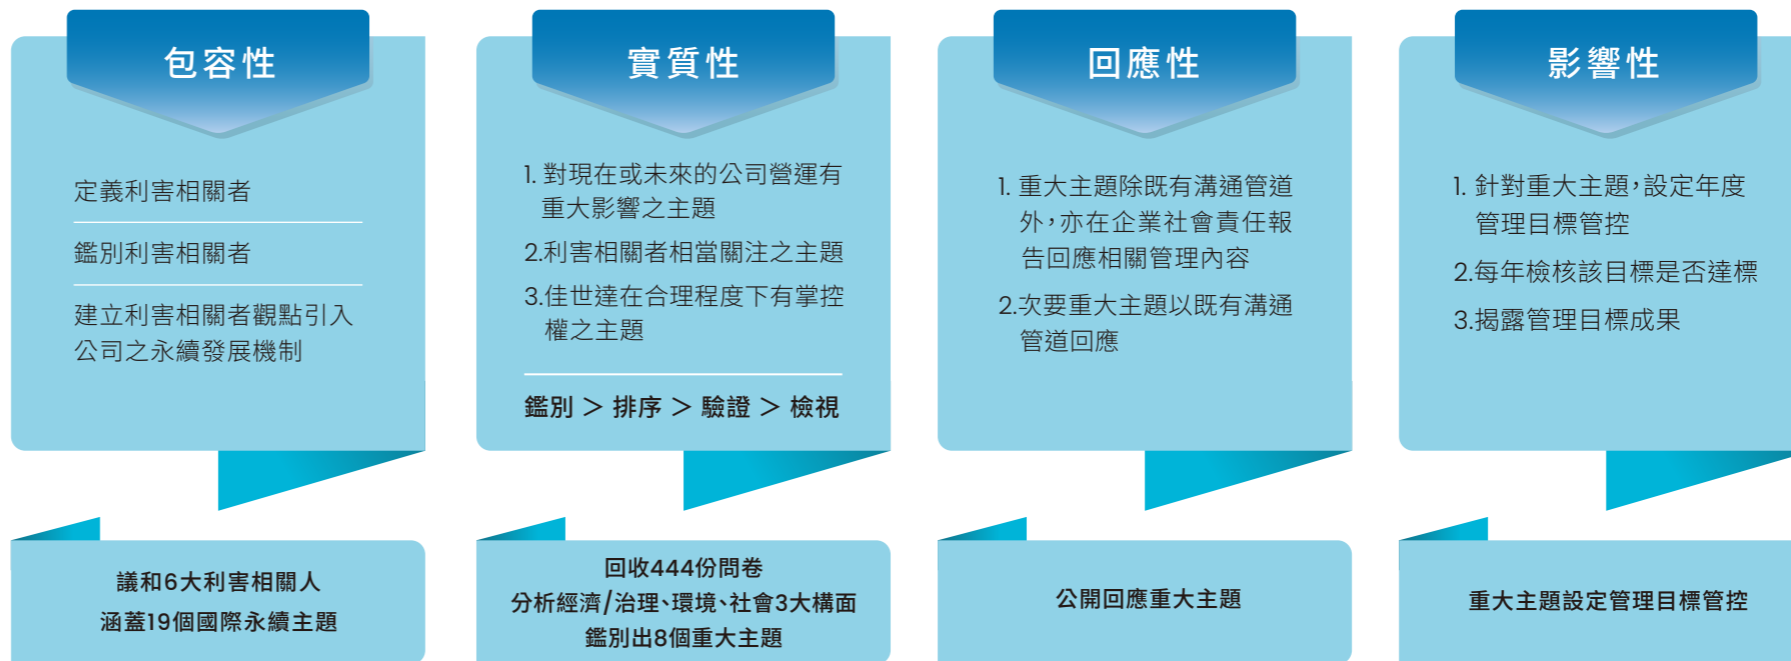 包容性
定義利害相關者
鑑別利害相關者
建立利害相關者觀點引入
公司之永續發展機制
議和6大利害相關人
涵蓋19個國際永續主題
實質性
1. 對現在或未來的公司營運有
重大影響之主題
2.利害相關者相當關注之主題
3.佳世達在合理程度下有掌控
權之主題
鑑別 > 排序 > 驗證 > 檢視
回收444份問卷
分析經濟/治理、環境、社會3大構面
鑑別出8個重大主題
回應性
1. 重大主題除既有溝通管道
外,亦在企業社會責任報
告回應相關管理內容
2.次要重大主題以既有溝通
管道回應
公開回應重大主題
影響性
1. 針對重大主題,設定年度
管理目標管控
2.每年檢核該目標是否達標
3.揭露管理目標成果
重大主題設定管理目標管控